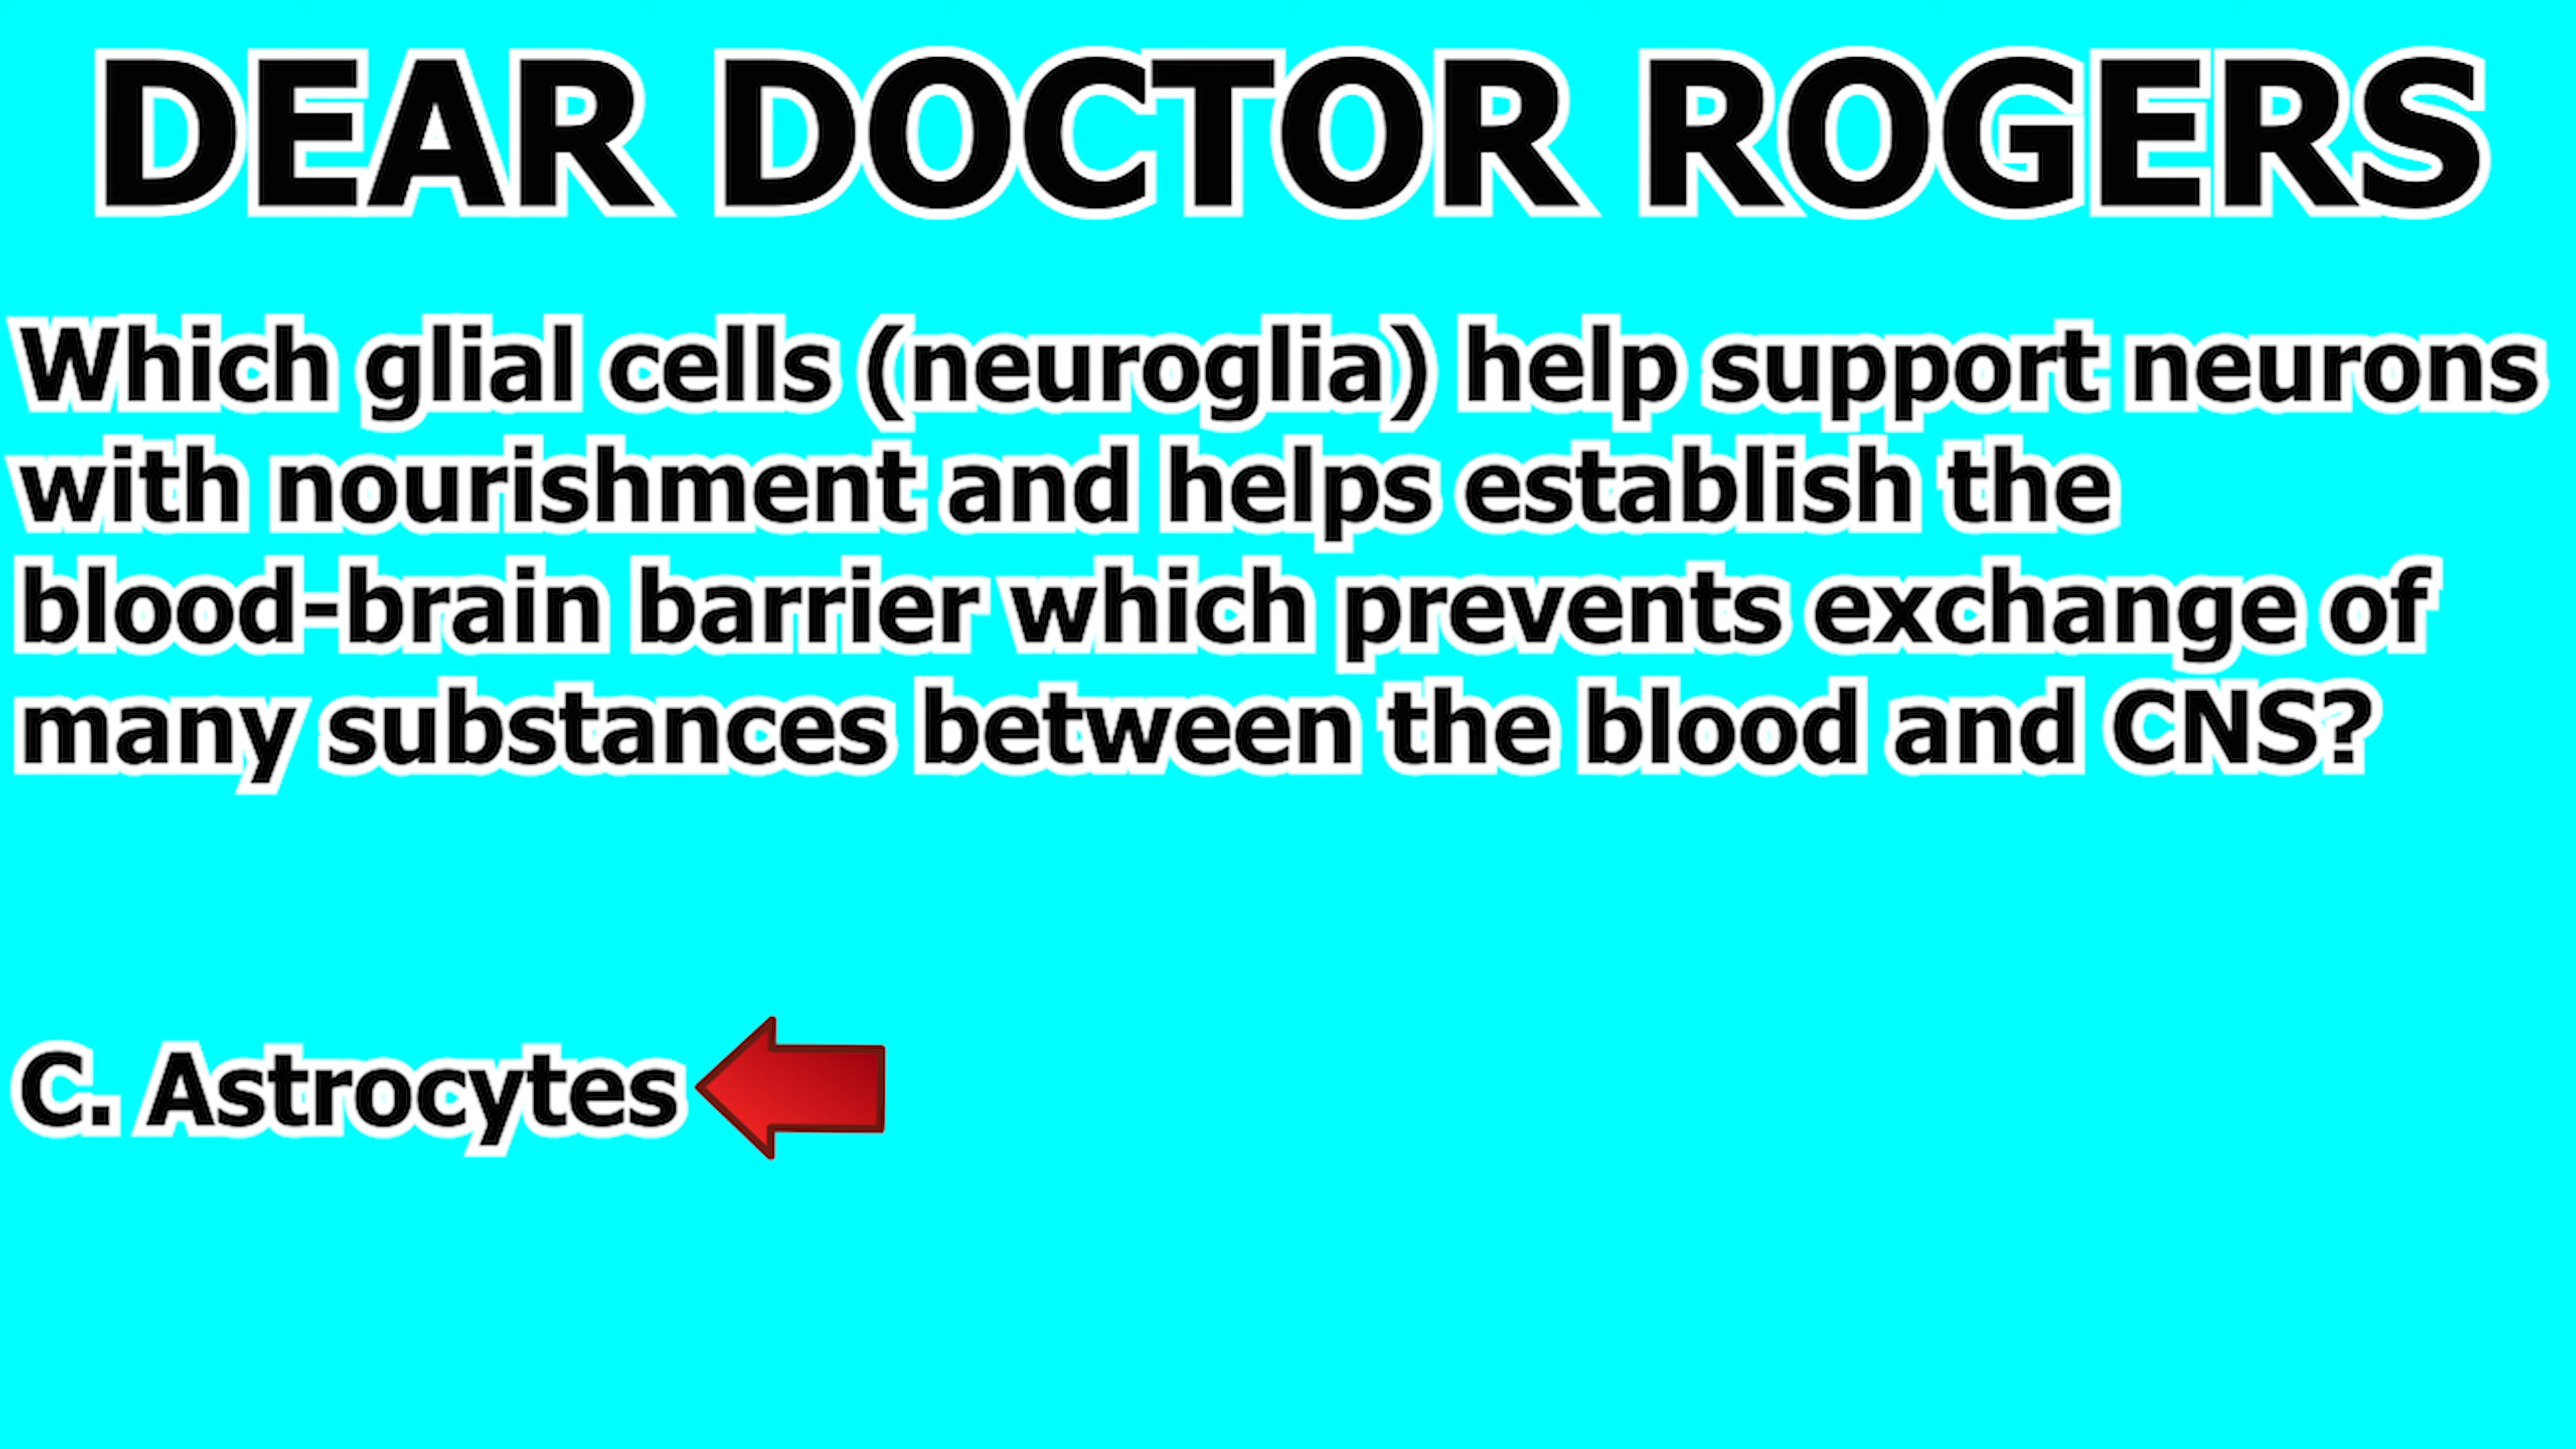 DEAR DOCTOR ROGERS
Which glial cells (neuroglia) help support neurons
with nourishment and helps establish the
blood-brain barrier which prevents exchange of
many substances between the blood and CNS?
C. Astrocytes